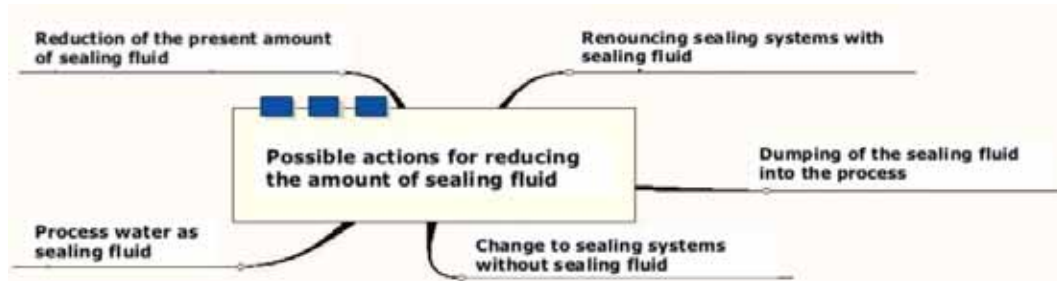 Reduction of the present amount
of sealing fluid
Renouncing sealing systems with
sealing fluid
Possible actions for reducing
the amount of sealing fluid
Dumping of the sealing fluid
into the process
Process water as
sealing fluid
Change to sealing systems
without sealing fluid